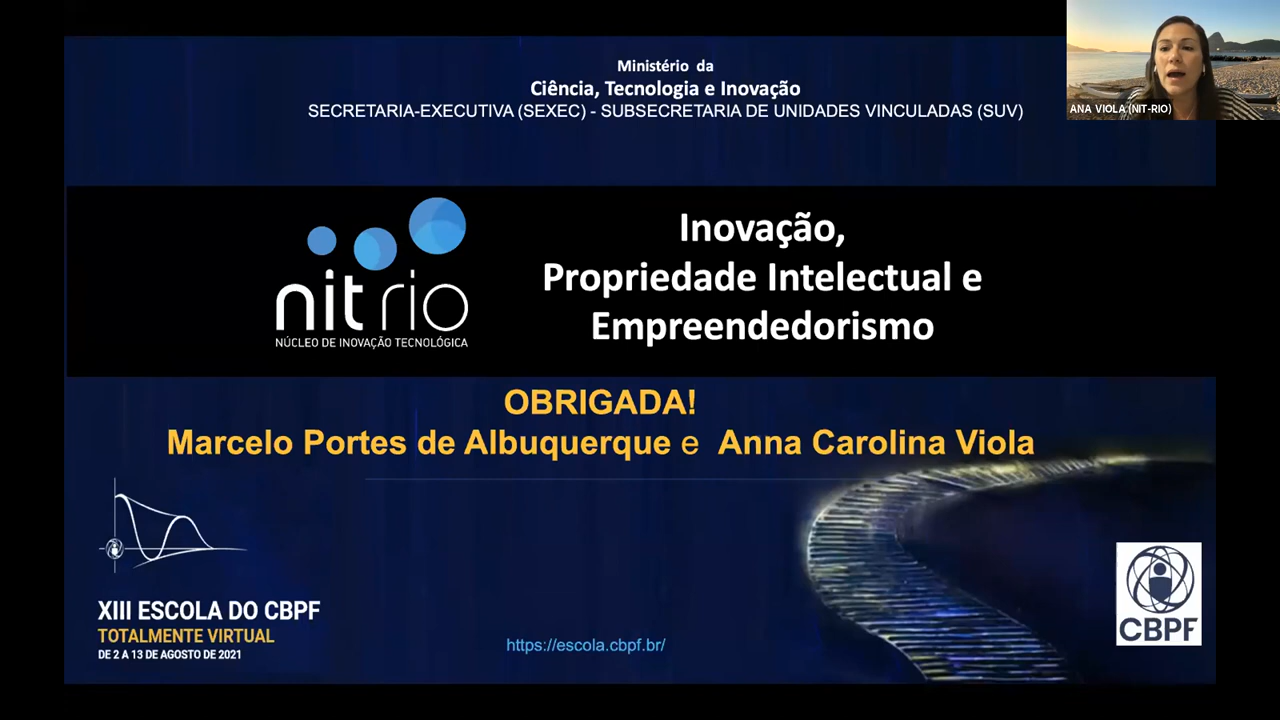 Ministério da
Ciência, Tecnologia e Inovação
SECRETARIA-EXECUTIVA (SEXEC) - SUBSECRETARIA DE UNIDADES VINCULADAS (SUV)
ANA VIOLA (NIT-RIO)
nitrio
NÚCLEO DE INOVAÇÃO TECNOLÓGICA
Inovação,
Propriedade Intelectual e
Empreendedorismo
OBRIGADA!
Marcelo Portes de Albuquerque e Anna Carolina Viola
XIII ESCOLA DO CBPF
TOTALMENTE VIRTUAL
DE 2 A 13 DE AGOSTO DE 2021
https://escola.cbpf.br/
CBPF